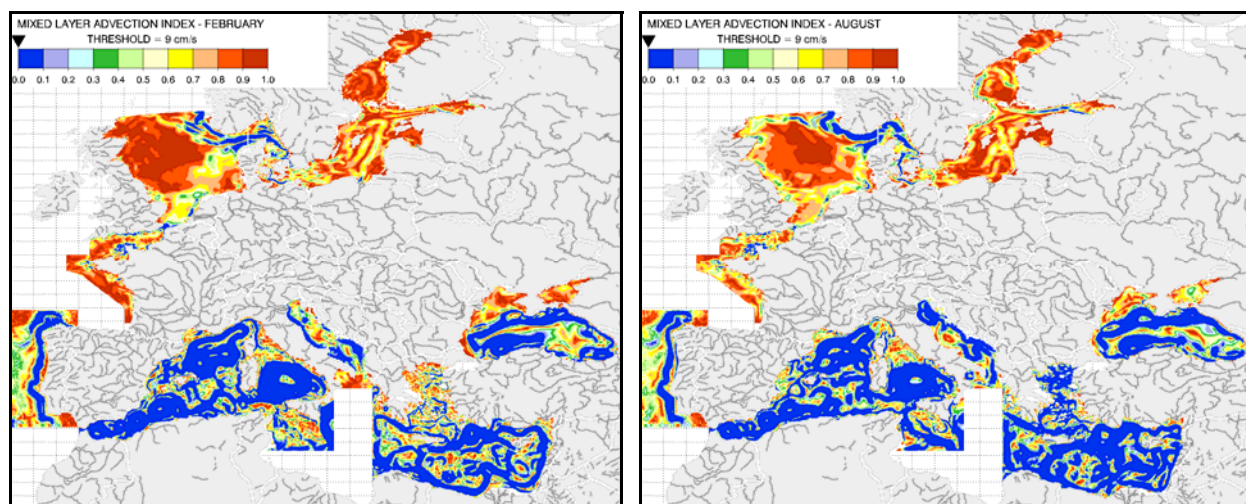 MIXED LAYER ADVECTION INDEX - FEBRUARY
THRESHOLD = 9 cm/s
0.0 0.1 0.2 0.3 0.4 0.5 0.6 0.7 0.8 0.9 1.0
MIXED LAYER ADVECTION INDEX - AUGUST
THRESHOLD = 9 cm/s
0.0 0.1 0.2 0.3 0.4 0.5 0.6 0.7 0.8 0.9 1.0